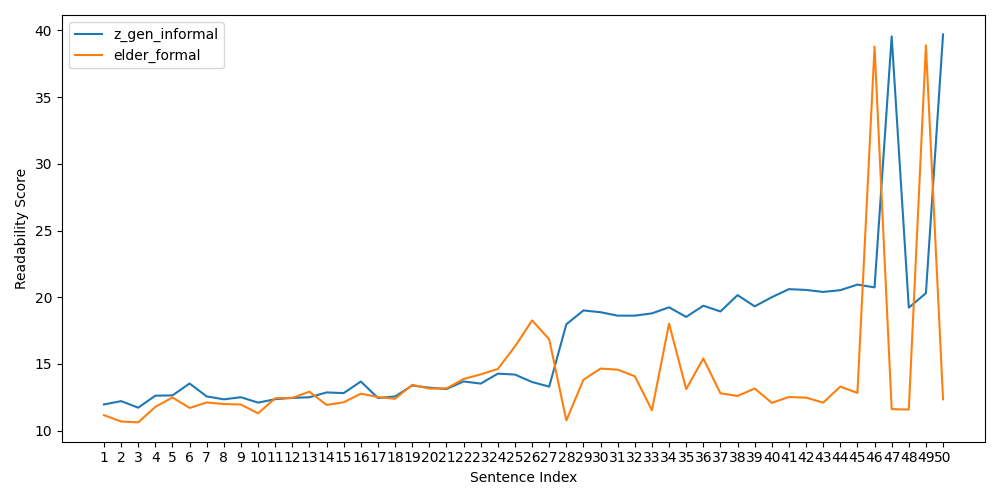 z_gen_informal
elder_formal
40
35
30
25
20
15
10
Readability Score
1 2 3 4 5 6 7 8 9 10 11 12 13 14 15 16 17 18 19 20 21 22 23 24 25 26 27 28 29 30 31 32 33 34 35 36 37 38 39 40 41 42 43 44 45 46 47 48 49 50
Sentence Index